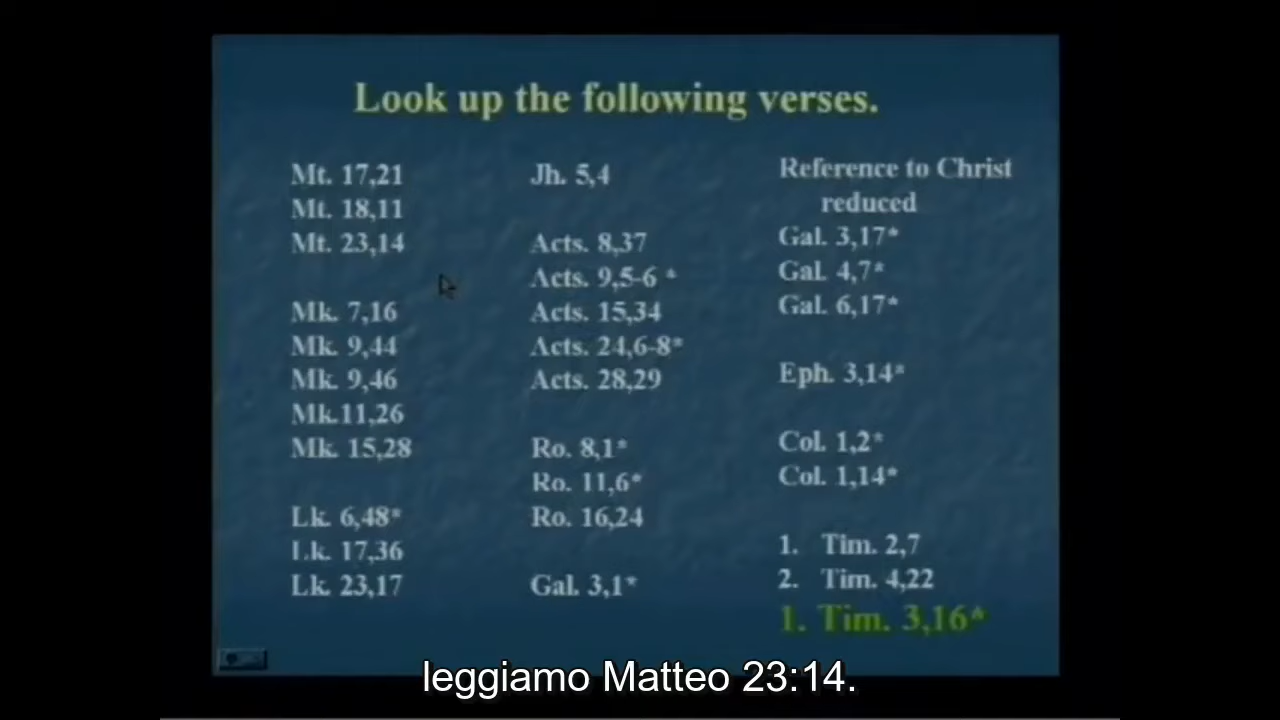 Look up the following verses.
Mt. 17,21
Mt. 18,11
Mt. 23,14
Mk. 7,16
Mk. 9,44
Mk. 9,46
Mk.11,26
Mk. 15,28
Lk. 6,48*
Lk. 17,36
Lk. 23,17
Jh. 5,4
Acts. 8,37
Acts. 9,5-6 *
Acts. 15,34
Acts. 24,6-8*
Acts. 28,29
Ro. 8,1*
Ro. 11,6*
Ro. 16,24
Gal. 3,1*
Reference to Christ
reduced
Gal. 3,17*
Gal. 4,7*
Gal. 6,17*
Eph. 3,14*
Col. 1,2*
Col. 1,14*
1. Tim. 2,7
2. Tim. 4,22
1. Tim. 3,16*
leggiamo Matteo 23:14.